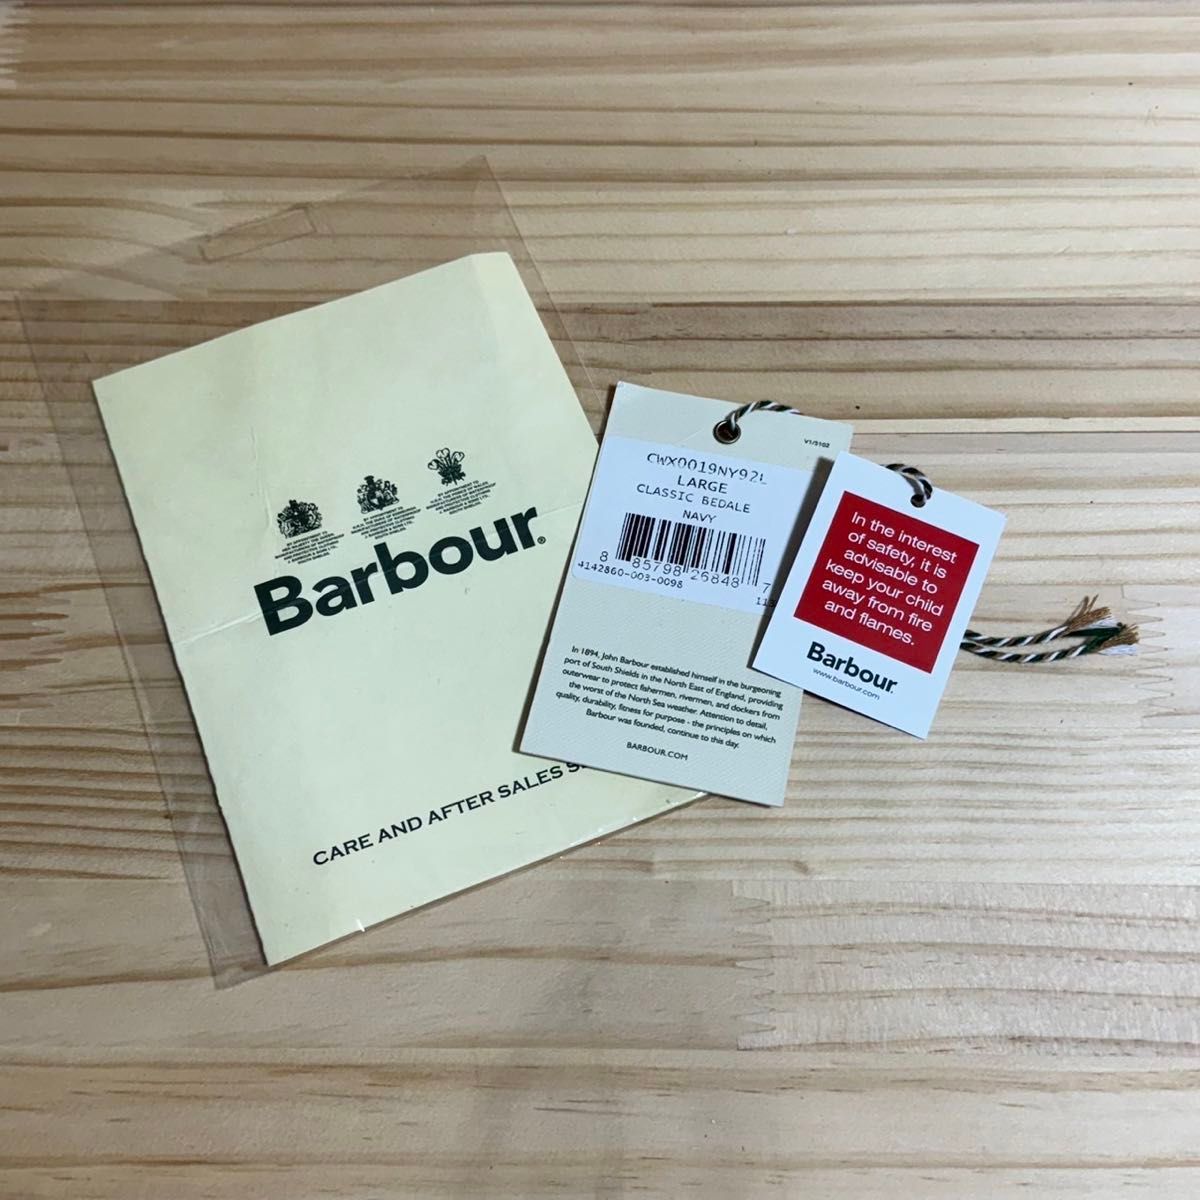 BY APPOINTMENT TO
Barbour.
CARE AND AFTER SALES
V1/5102
CWX0019NY92L
LARGE
CLASSIC BEDALE
NAVY
8 85798 26848 7
4142860-003-0098
In 1894, John Barbour established himself in the burgeoning
port of South Shields in the North East of England, providing
outerwear to protect fishermen, rivermen, and dockers from
the worst of the North Sea weather. Attention to detail,
quality, durability, fitness for purpose - the principles on which
Barbour was founded, continue to this day.
BARBOUR.COM
In the interest
of safety, it is
advisable to
keep your child
away from fire
and flames.
Barbour.
www.barbour.com